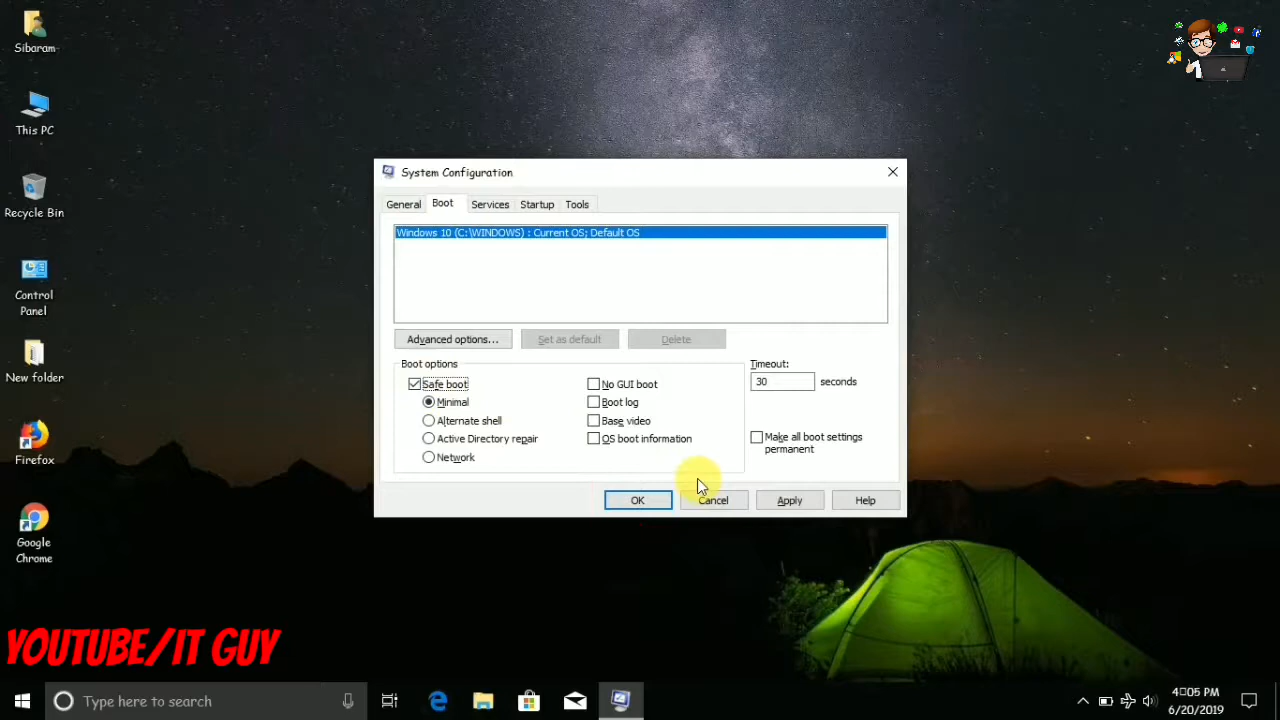 Sibaram
This PC
Recycle Bin
Control
Panel
New folder
Firefox
Google
Chrome
System Configuration
General
Boot
Services
Startup
Tools
Windows 10 (C:\WINDOWS) : Current OS; Default OS
Advanced options...
Set as default
Delete
Boot options
Safe boot
Minimal
Alternate shell
Active Directory repair
Network
No GUI boot
Boot log
Base video
OS boot information
Timeout:
30 seconds
Make all boot settings
permanent
OK
Cancel
Apply
Help
YOUTUBE/IT GUY
Type here to search
4□05 PM
6/20/2019